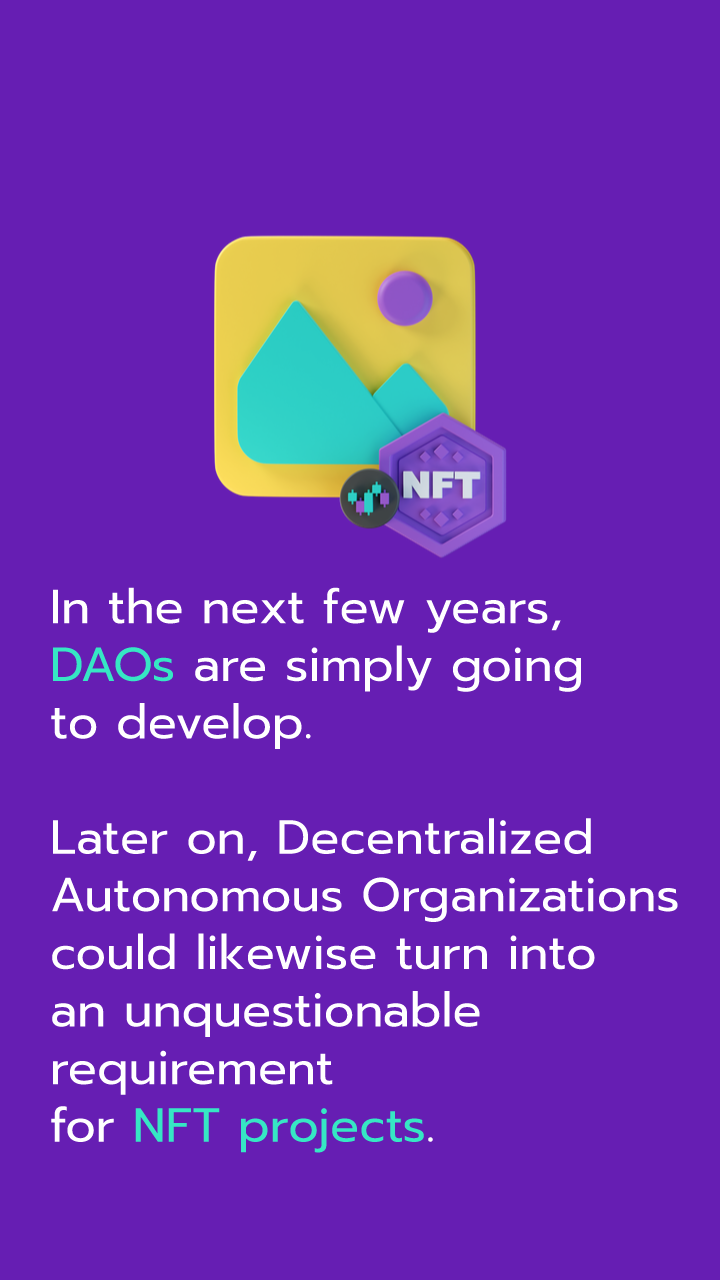 NFT
In the next few years,
DAOs are simply going
to develop.
Later on, Decentralized
Autonomous Organizations
could likewise turn into
an unquestionable
requirement
for NFT projects.